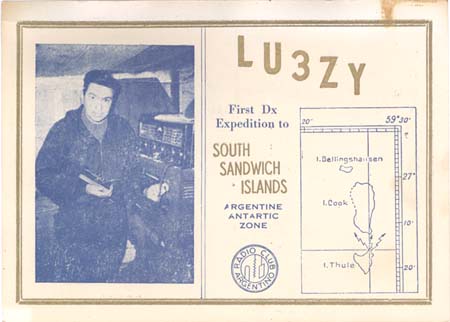 LU3ZY
First Dx
Expedition to
SOUTH
SANDWICH
ISLANDS
ARGENTINE
ANTARTIC
ZONE
RADIO CLUB
ARGENTINO
20'
59° 30'
I. Bellingshausen
27°
I. Cook
10'
I. Thule
20'